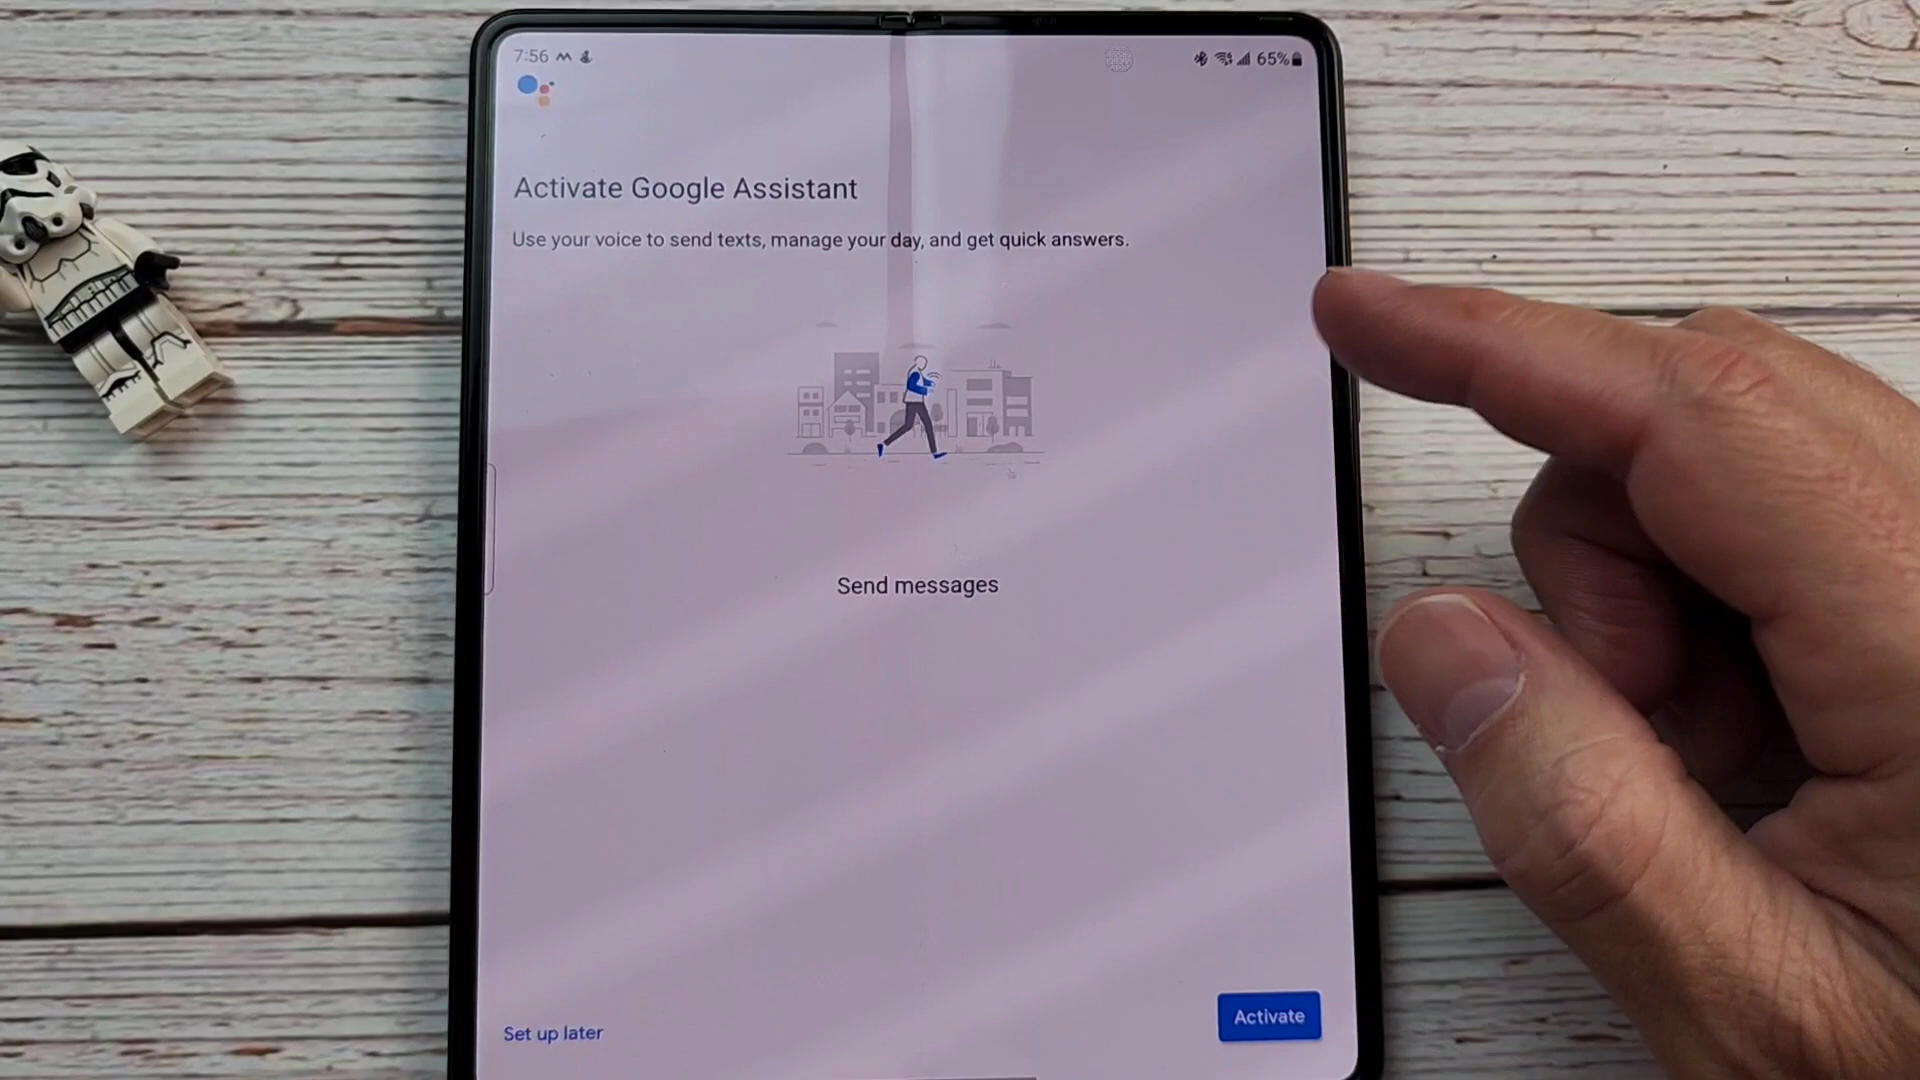 7:56
65%
Activate Google Assistant
Use your voice to send texts, manage your day, and get quick answers.
Send messages
Set up later
Activate